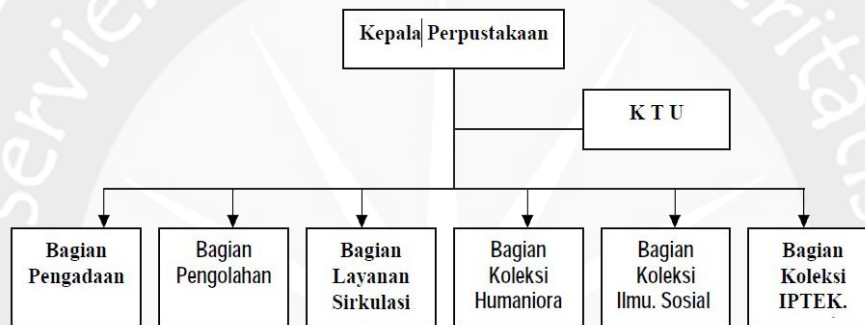 Kepala Perpustakaan
K T U
Bagian
Pengadaan
Bagian
Pengolahan
Bagian
Layanan
Sirkulasi
Bagian
Koleksi
Humaniora
Bagian
Koleksi
Ilmu. Sosial
Bagian
Koleksi
IPTEK.